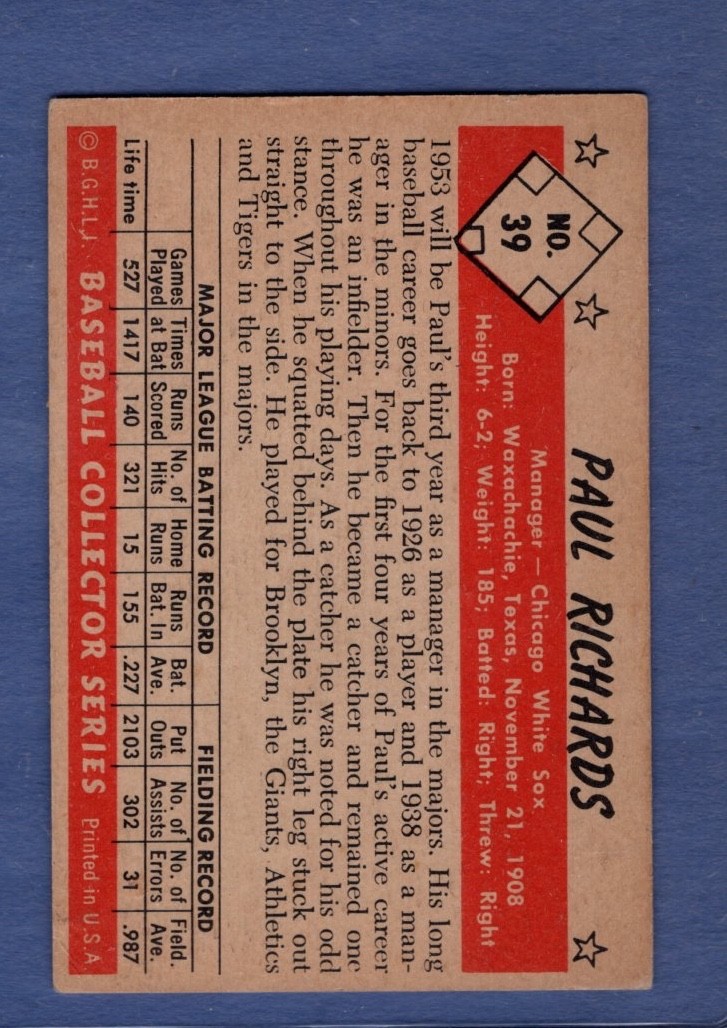 PAUL RICHARDS
NO.
39
Manager — Chicago White Sox
Born: Waxachachie, Texas, November 21, 1908
Height: 6-2; Weight: 185; Batted: Right; Threw: Right
1953 will be Paul's third year as a manager in the majors. His long
baseball career goes back to 1926 as a player and 1938 as a man-
ager in the minors. For the first four years of Paul's active career
he was an infielder. Then he became a catcher and remained one
throughout his playing days. As a catcher he was noted for his odd
stance. When he squatted behind the plate his right leg stuck out
straight to the side. He played for Brooklyn, the Giants, Athletics
and Tigers in the majors.
MAJOR LEAGUE BATTING RECORD FIELDING RECORD
Games Times Runs No. of Home Runs Bat. Put No. of No. of Field.
Played at Bat Scored Hits Runs Bat. In Ave. Outs Assists Errors Ave.
Life time 527 1417 140 321 15 155 .227 2103 302 31 .987
© B.G.H.L.I. BASEBALL COLLECTOR SERIES Printed in U.S.A.